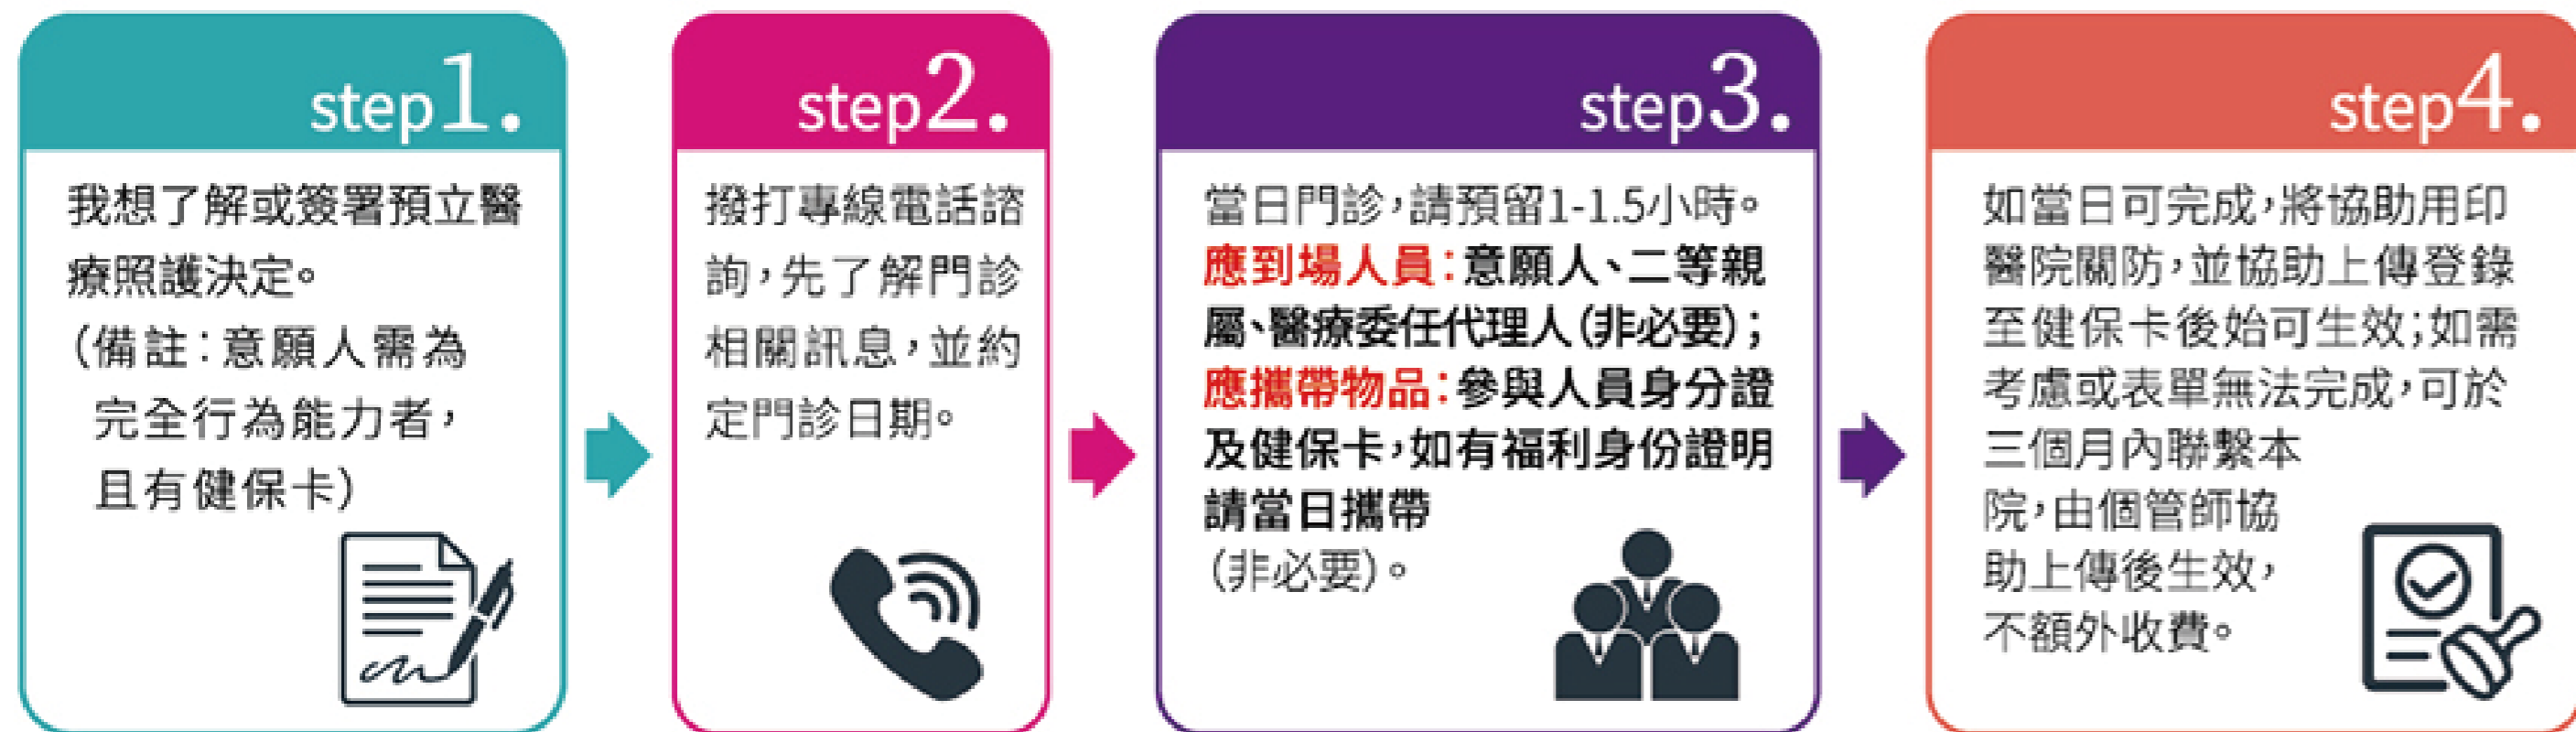 step1.
我想了解或簽署預立醫
療照護決定。
（備註：意願人需為
完全行為能力者，
且有健保卡）
step2.
撥打專線電話諮
詢，先了解門診
相關訊息，並約
定門診日期。
step3.
當日門診，請預留1-1.5小時。
應到場人員：意願人、二等親
屬、醫療委任代理人（非必要）；
應攜帶物品：參與人員身分證
及健保卡，如有福利身份證明
請當日攜帶
（非必要）。
step4.
如當日可完成，將協助用印
醫院關防，並協助上傳登錄
至健保卡後始可生效；如需
考慮或表單無法完成，可於
三個月內聯繫本
院，由個管師協
助上傳後生效，
不額外收費。